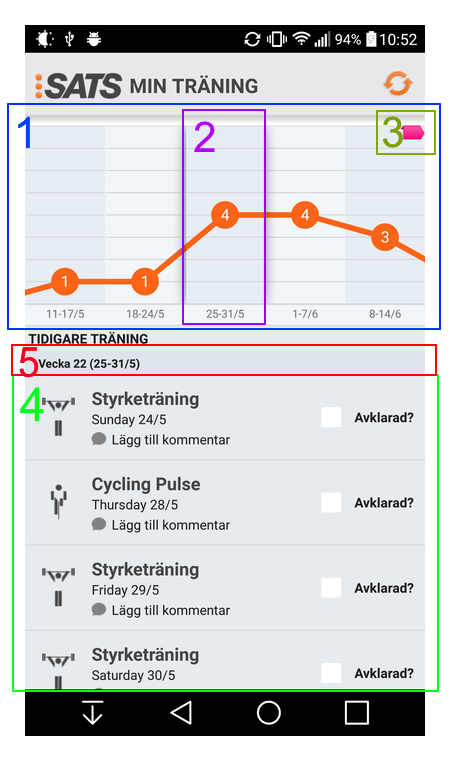 94% 10:52
SATS MIN TRÄNING
1
2
3
1
1
4
4
3
11-17/5
18-24/5
25-31/5
1-7/6
8-14/6
TIDIGARE TRÄNING
5
Vecka 22 (25-31/5)
4
Styrketräning
Sunday 24/5
Lägg till kommentar
Avklarad?
Cycling Pulse
Thursday 28/5
Lägg till kommentar
Avklarad?
Styrketräning
Friday 29/5
Lägg till kommentar
Avklarad?
Styrketräning
Saturday 30/5
Avklarad?